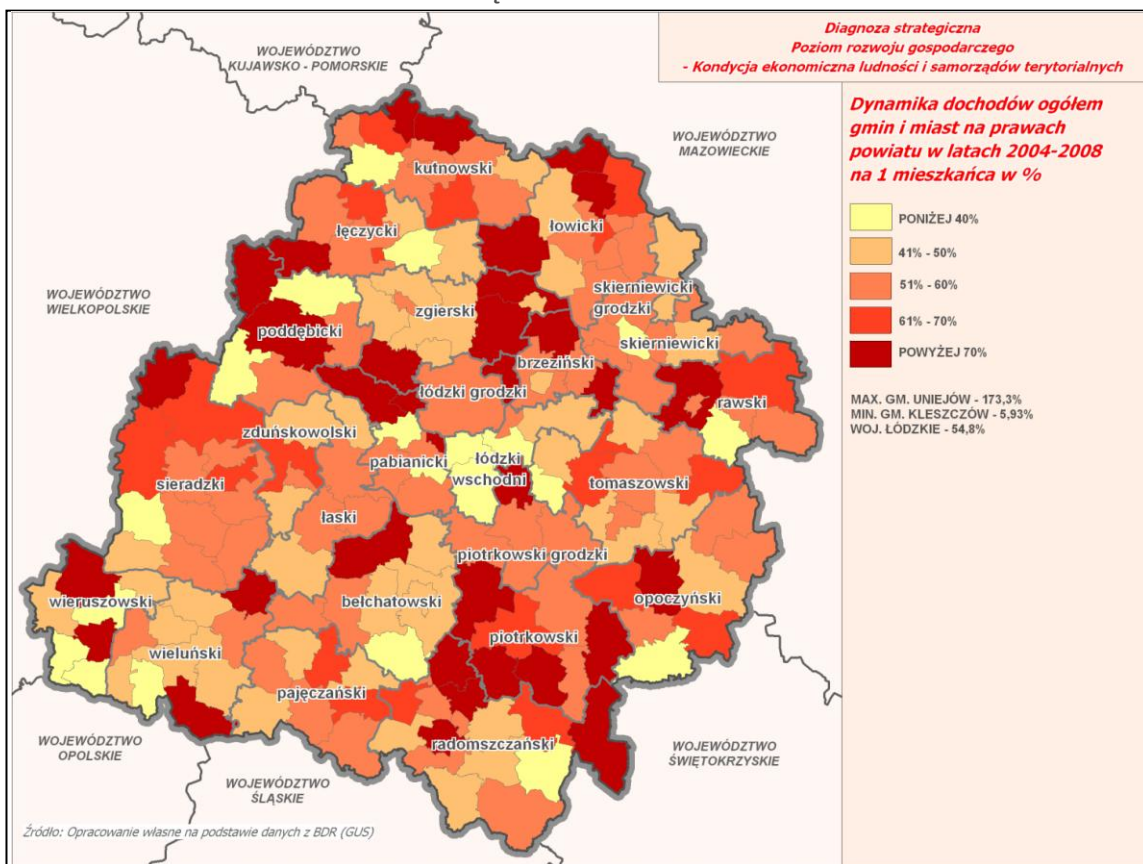 Diagnoza strategiczna
Poziom rozwoju gospodarczego
- Kondycja ekonomiczna ludności i samorządów terytorialnych
Dynamika dochodów ogółem
gmin i miast na prawach
powiatu w latach 2004-2008
na 1 mieszkańca w %
PONIŻEJ 40%
41% - 50%
51% - 60%
61% - 70%
POWYŻEJ 70%
MAX. GM. UNIEJÓW - 173,3%
MIN. GM. KLESZCZÓW - 5,93%
WOJ. ŁÓDZKIE - 54,8%
WOJEWÓDZTWO
KUJAWSKO - POMORSKIE
WOJEWÓDZTWO
MAZOWIECKIE
kutnowski
łęczycki
łowicki
WOJEWÓDZTWO
WIELKOPOLSKIE
zgierski
skierniewicki
grodzki
poddębicki
skierniewicki
brzeziński
łódzki grodzki
rawski
zduńskowolski
pabianicki
łódzki
wschodni
sieradzki
tomaszowski
łaski
piotrkowski grodzki
wieruszowski
bełchatowski
opoczyński
wieluński
piotrkowski
pajęczański
radomszczański
WOJEWÓDZTWO
OPOLSKIE
WOJEWÓDZTWO
ŚLĄSKIE
WOJEWÓDZTWO
ŚWIĘTOKRZYSKIE
Źródło: Opracowanie własne na podstawie danych z BDR (GUS)